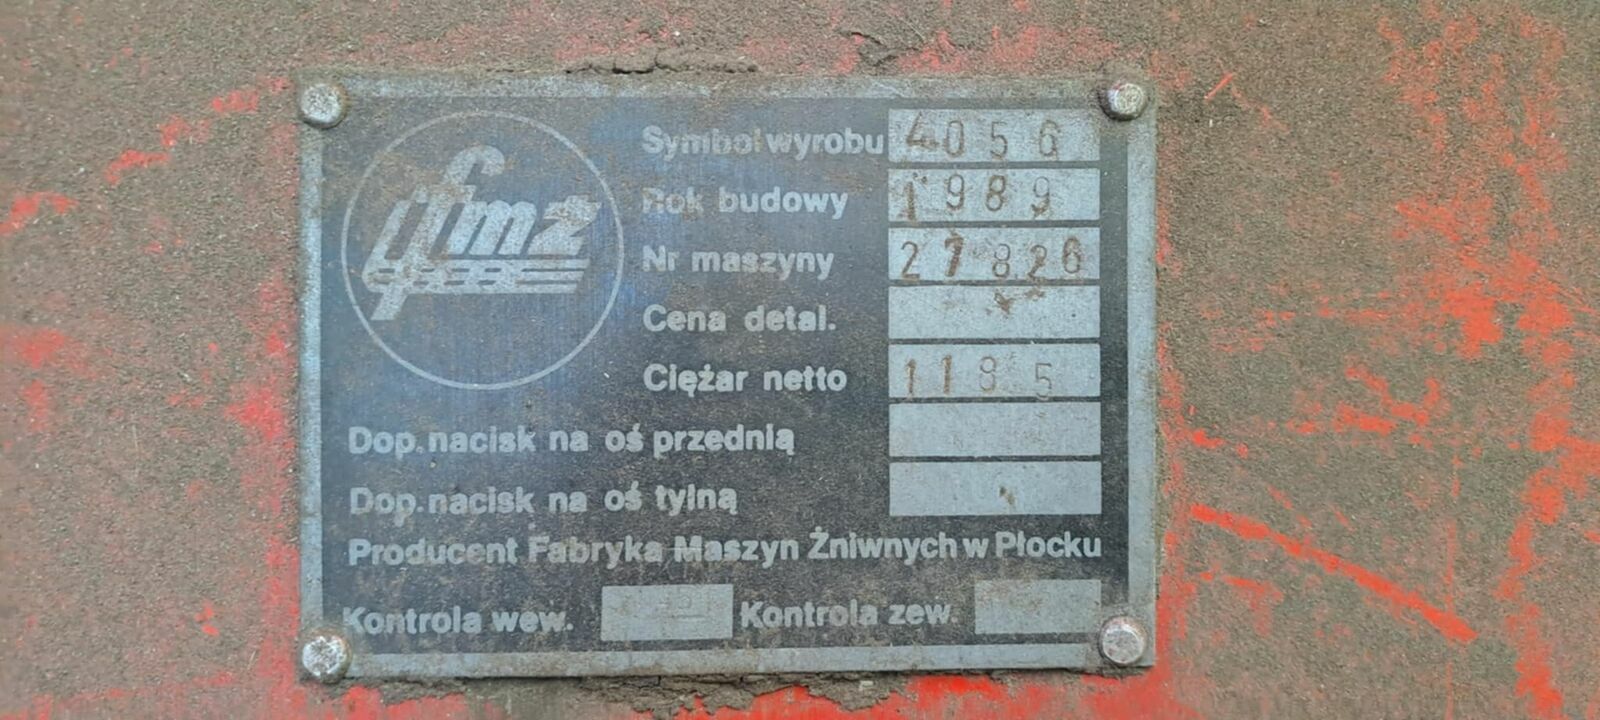 fmz
Symbol wyrobu 4056
Rok budowy 1989
Nr maszyny 27826
Cena detal.
Ciężar netto 1185
Dop. nacisk na oś przednią
Dop. nacisk na oś tylną
Producent Fabryka Maszyn Żniwnych w Płocku
Kontrola wew. Kontrola zew.